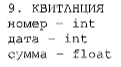 9. КВИТАНЦИЯ
номер – int
дата – int
сумма – float